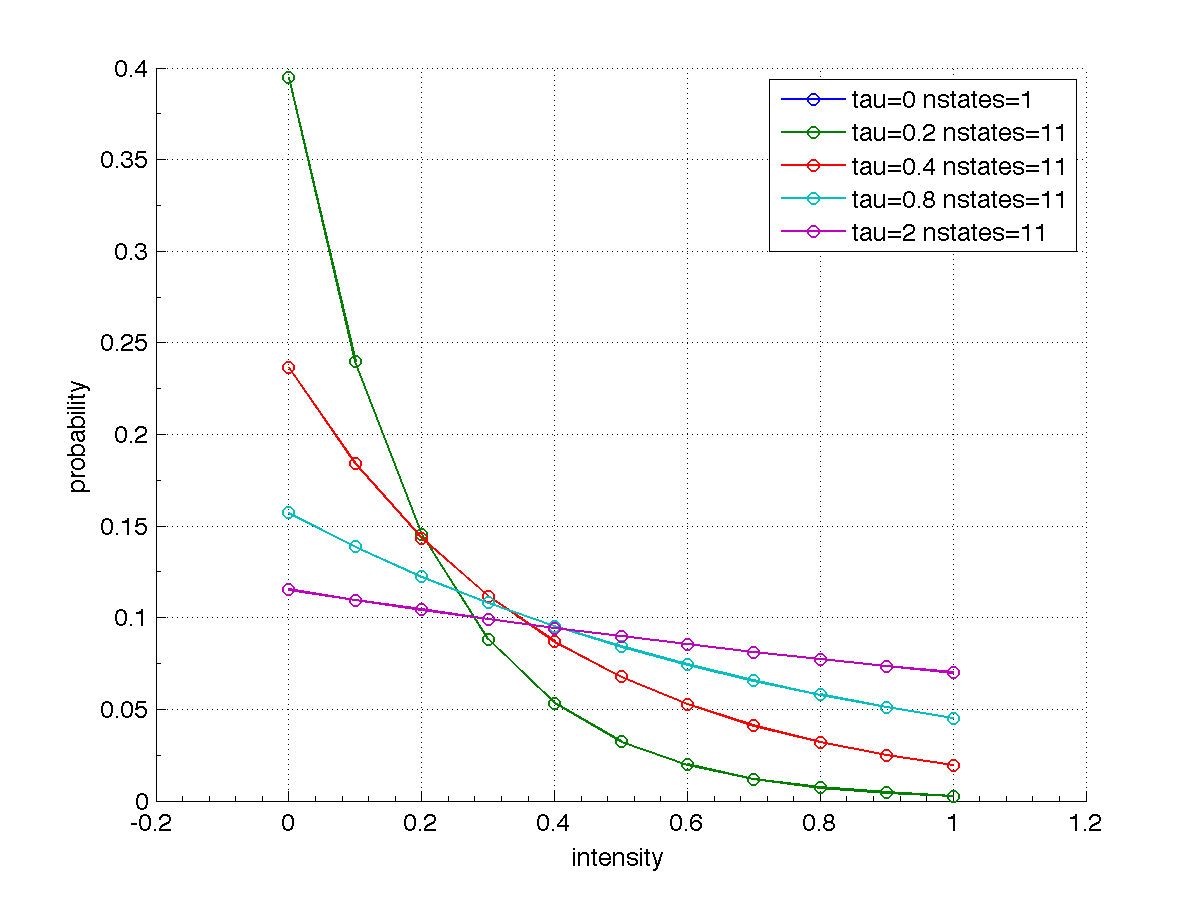 0.4
0.35
0.3
0.25
0.2
0.15
0.1
0.05
0
probability
-0.2 0 0.2 0.4 0.6 0.8 1 1.2
intensity
tau=0 nstates=1
tau=0.2 nstates=11
tau=0.4 nstates=11
tau=0.8 nstates=11
tau=2 nstates=11